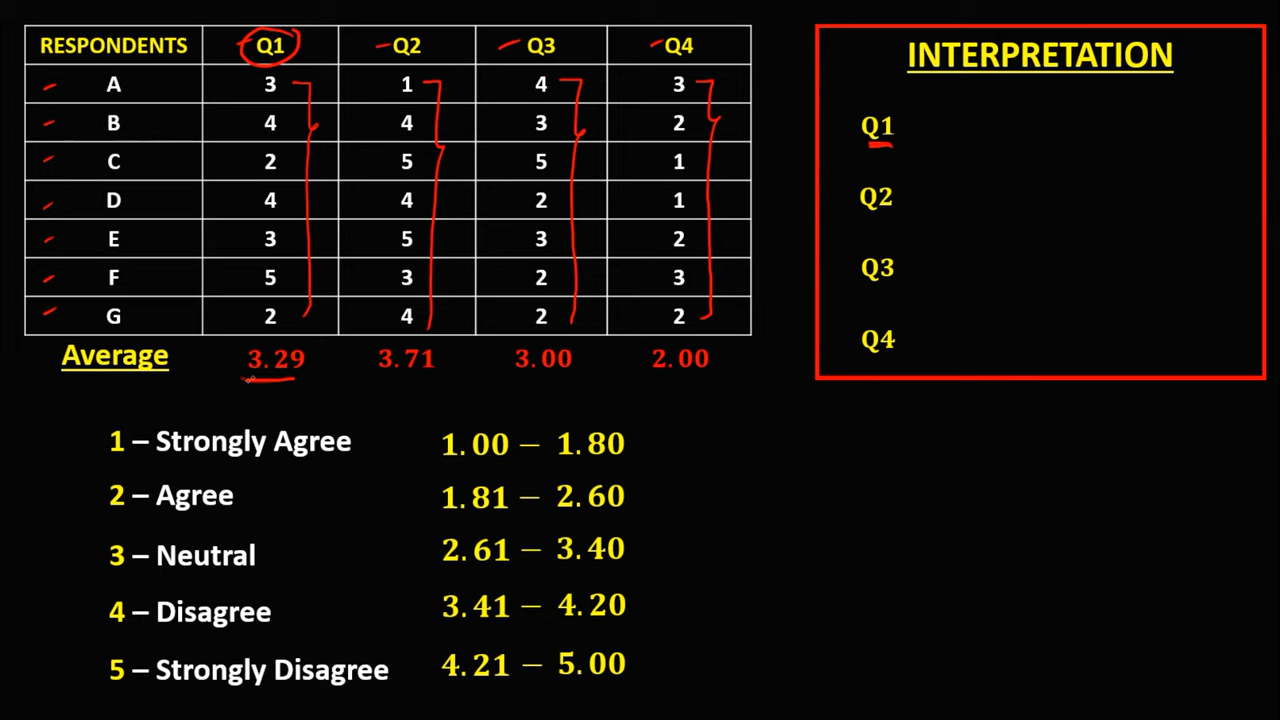 RESPONDENTS Q1 Q2 Q3 Q4
A 3 1 4 3
B 4 4 3 2
C 2 5 5 1
D 4 4 2 1
E 3 5 3 2
F 5 3 2 3
G 2 4 2 2
Average 3.29 3.71 3.00 2.00
1 – Strongly Agree 1.00 – 1.80
2 – Agree 1.81 – 2.60
3 – Neutral 2.61 – 3.40
4 – Disagree 3.41 – 4.20
5 – Strongly Disagree 4.21 – 5.00
INTERPRETATION
Q1
Q2
Q3
Q4